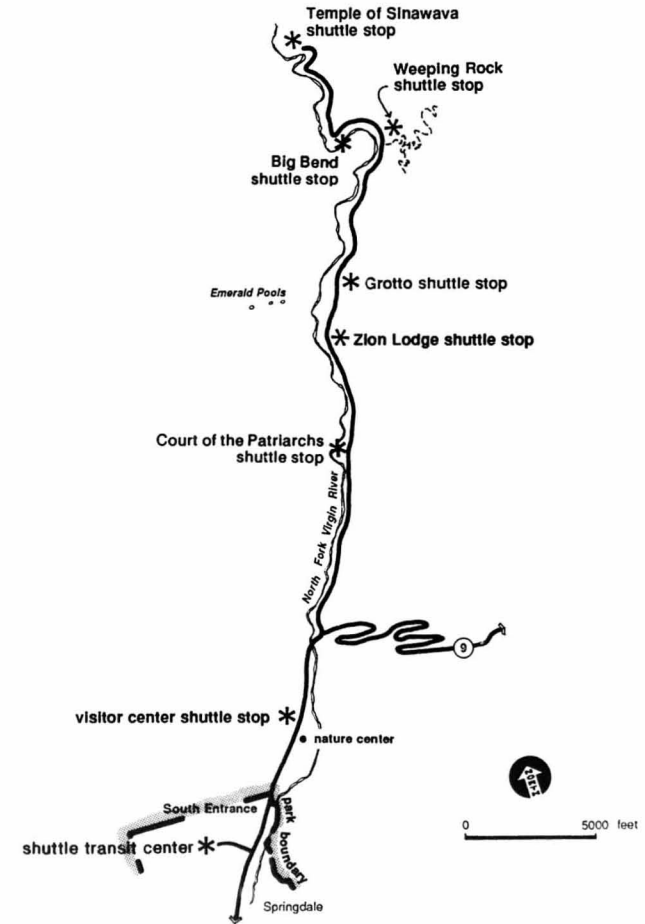 Temple of Sinawava
shuttle stop
Weeping Rock
shuttle stop
Big Bend
shuttle stop
Emerald Pools
Grotto shuttle stop
Zion Lodge shuttle stop
Court of the Patriarchs
shuttle stop
North Fork Virgin River
9
visitor center shuttle stop
nature center
South Entrance
park boundary
shuttle transit center
Springdale
NORTH
0 5000 feet